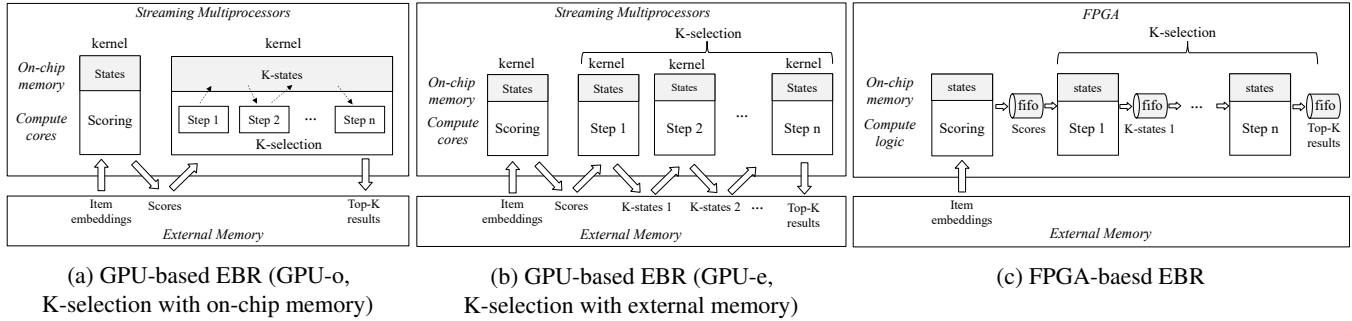 Streaming Multiprocessors
kernel
kernel
On-chip
memory
States
K-states
Compute
cores
Scoring
Step 1
Step 2
...
Step n
K-selection
Item
embeddings
Scores
Top-K
results
External Memory
(a) GPU-based EBR (GPU-o,
K-selection with on-chip memory)
Streaming Multiprocessors
K-selection
kernel
kernel
kernel
kernel
On-chip
memory
States
States
States
States
Compute
cores
Scoring
Step 1
Step 2
...
Step n
Item
embeddings
Scores
K-states 1
K-states 2
...
Top-K
results
External Memory
(b) GPU-based EBR (GPU-e,
K-selection with external memory)
FPGA
K-selection
On-chip
memory
states
states
states
Compute
logic
Scoring
fifo
Scores
Step 1
fifo
K-states 1
...
Step n
fifo
Top-K
results
Item
embeddings
External Memory
(c) FPGA-baesd EBR